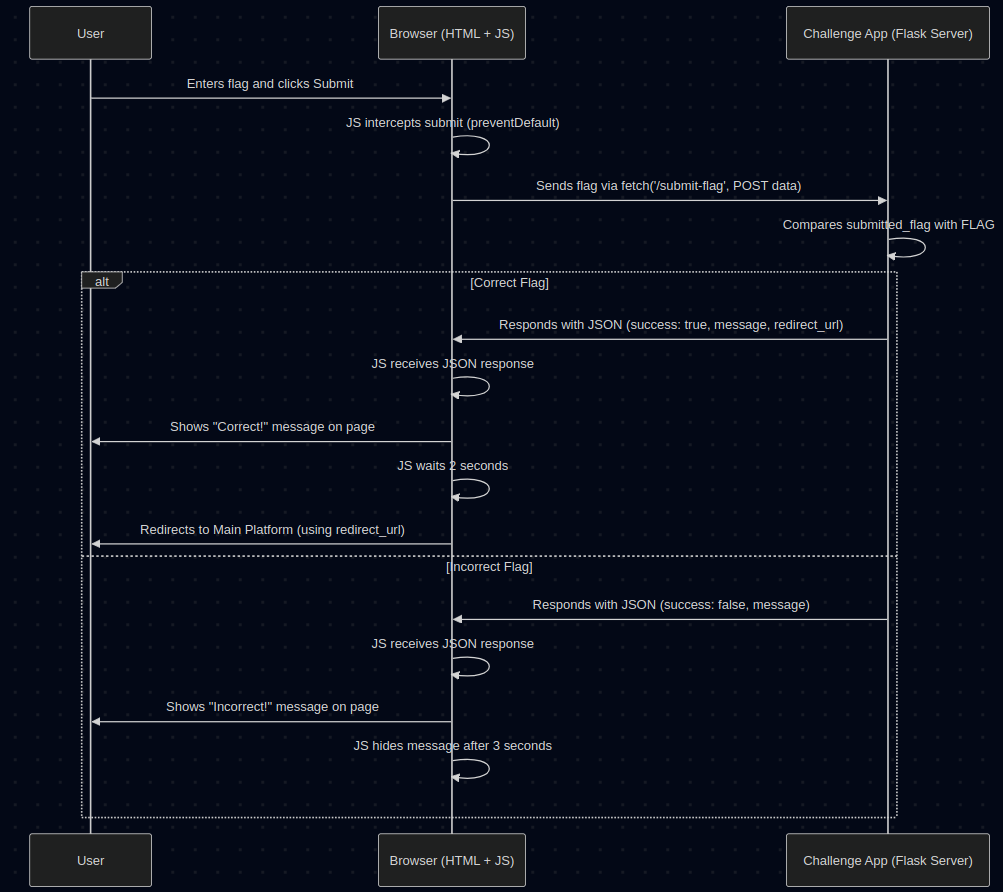 User
Browser (HTML + JS)
Challenge App (Flask Server)
Enters flag and clicks Submit
JS intercepts submit (preventDefault)
Sends flag via fetch('/submit-flag', POST data)
Compares submitted_flag with FLAG
alt
[Correct Flag]
Responds with JSON (success: true, message, redirect_url)
JS receives JSON response
Shows "Correct!" message on page
JS waits 2 seconds
Redirects to Main Platform (using redirect_url)
[Incorrect Flag]
Responds with JSON (success: false, message)
JS receives JSON response
Shows "Incorrect!" message on page
JS hides message after 3 seconds
User
Browser (HTML + JS)
Challenge App (Flask Server)